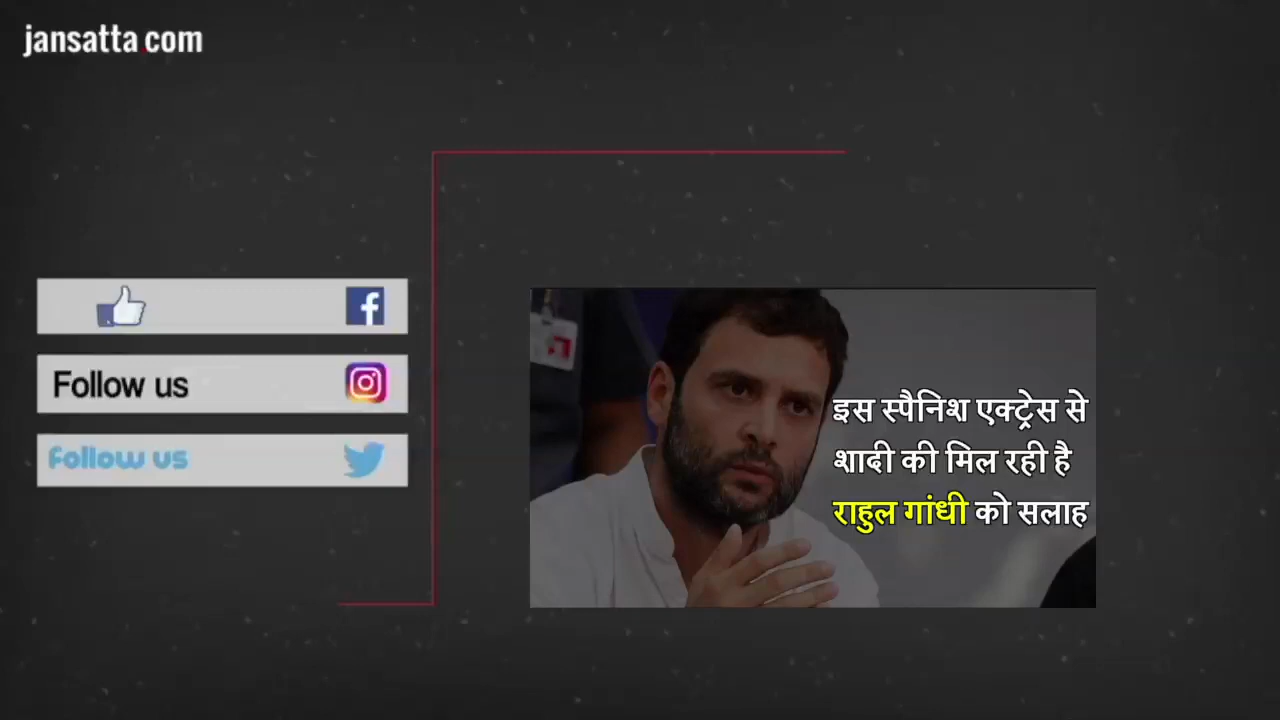 jansatta.com
Follow us
Follow us
इस स्पैनिश एक्ट्रेस से
शादी की मिल रही है
राहुल गांधी को सलाह